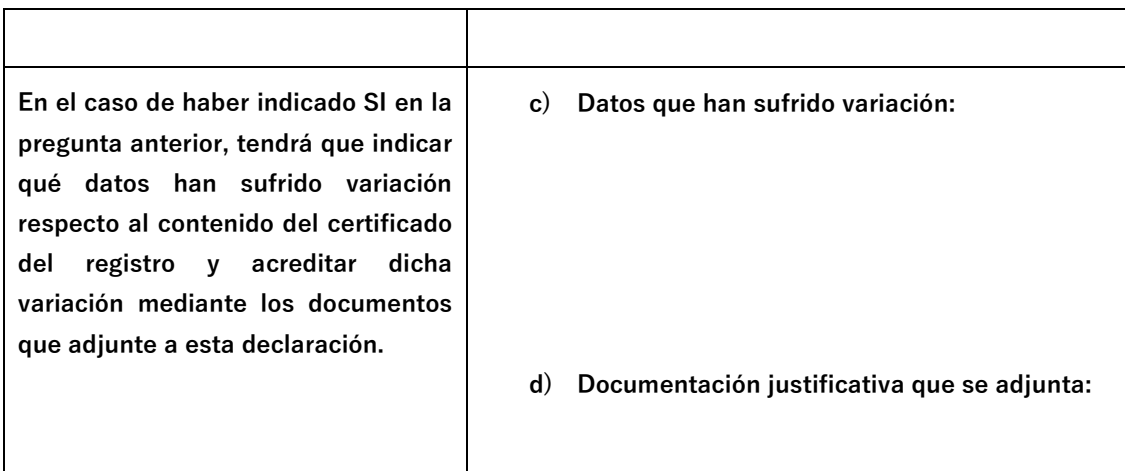 En el caso de haber indicado SI en la
pregunta anterior, tendrá que indicar
qué datos han sufrido variación
respecto al contenido del certificado
del registro y acreditar dicha
variación mediante los documentos
que adjunte a esta declaración.
c) Datos que han sufrido variación:
d) Documentación justificativa que se adjunta: